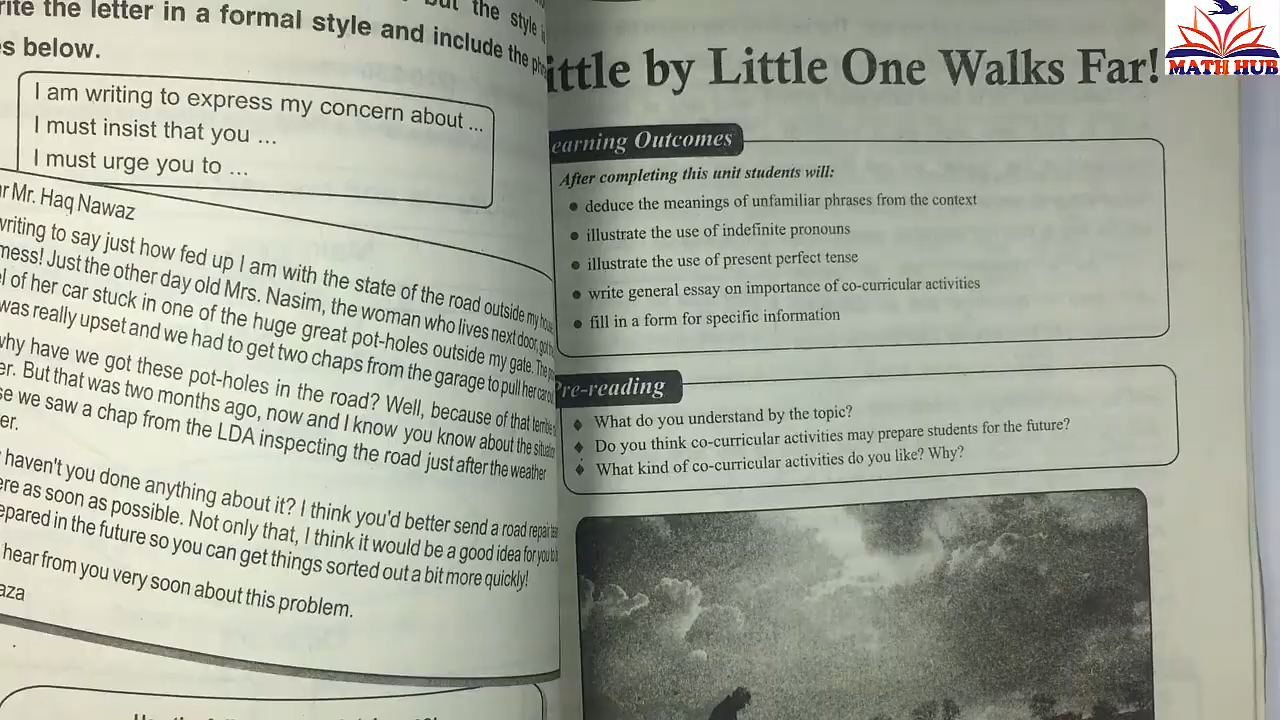 but the style
rite the letter in a formal style and include the
es below.
I am writing to express my concern about ...
I must insist that you ...
I must urge you to ...
r Mr. Haq Nawaz
writing to say just how fed up I am with the state of the road outside my
mess! Just the other day old Mrs. Nasim, the woman who lives next door, got
l of her car stuck in one of the huge great pot-holes outside my gate. The
was really upset and we had to get two chaps from the garage to pull her car
why have we got these pot-holes in the road? Well, because of that
er. But that was two months ago, now and I know you know about the
se we saw a chap from the LDA inspecting the road just after the weather
er.
haven't you done anything about it? I think you'd better send a road repair
ere as soon as possible. Not only that, I think it would be a good idea for you
epared in the future so you can get things sorted out a bit more quickly!
hear from you very soon about this problem.
aza
ittle by Little One Walks Far!
earning Outcomes
After completing this unit students will:
• deduce the meanings of unfamiliar phrases from the context
• illustrate the use of indefinite pronouns
• illustrate the use of present perfect tense
• write general essay on importance of co-curricular activities
• fill in a form for specific information
Pre-reading
♦ What do you understand by the topic?
♦ Do you think co-curricular activities may prepare students for the future?
♦ What kind of co-curricular activities do you like? Why?
MATH HUB